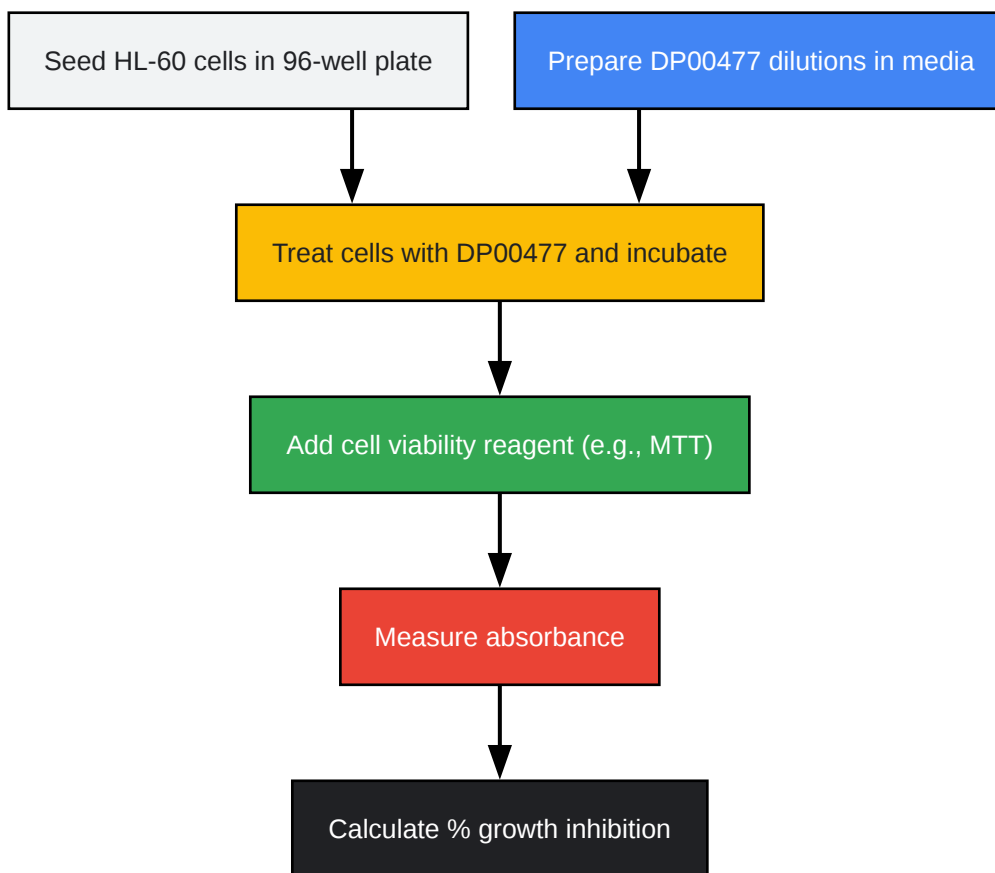 Seed HL-60 cells in 96-well plate
Prepare DP00477 dilutions in media
Treat cells with DP00477 and incubate
Add cell viability reagent (e.g., MTT)
Measure absorbance
Calculate % growth inhibition